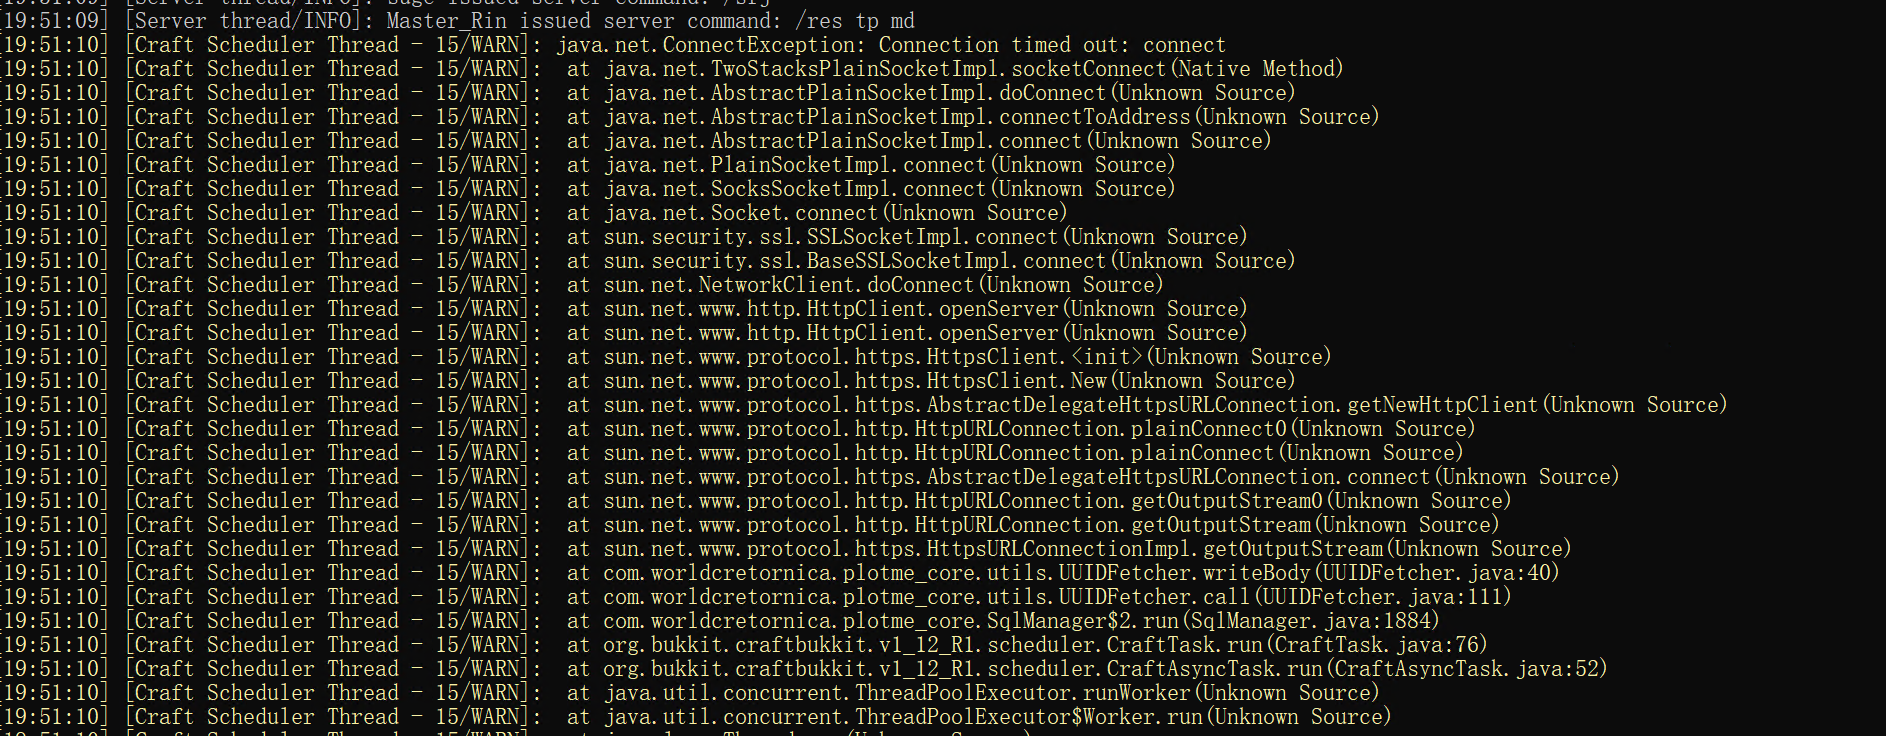 [Server thread/INFO]: suge issued server command: /srj
19:51:09] [Server thread/INFO]: Master_Rin issued server command: /res tp md
[19:51:10] [Craft Scheduler Thread - 15/WARN]: java.net.ConnectException: Connection timed out: connect
[19:51:10] [Craft Scheduler Thread - 15/WARN]: at java.net.TwoStacksPlainSocketImpl.socketConnect(Native Method)
[19:51:10] [Craft Scheduler Thread - 15/WARN]: at java.net.AbstractPlainSocketImpl.doConnect(Unknown Source)
[19:51:10] [Craft Scheduler Thread - 15/WARN]: at java.net.AbstractPlainSocketImpl.connectToAddress(Unknown Source)
[19:51:10] [Craft Scheduler Thread - 15/WARN]: at java.net.AbstractPlainSocketImpl.connect(Unknown Source)
[19:51:10] [Craft Scheduler Thread - 15/WARN]: at java.net.PlainSocketImpl.connect(Unknown Source)
[19:51:10] [Craft Scheduler Thread - 15/WARN]: at java.net.SocksSocketImpl.connect(Unknown Source)
[19:51:10] [Craft Scheduler Thread - 15/WARN]: at java.net.Socket.connect(Unknown Source)
[19:51:10] [Craft Scheduler Thread - 15/WARN]: at sun.security.ssl.SSLSocketImpl.connect(Unknown Source)
[19:51:10] [Craft Scheduler Thread - 15/WARN]: at sun.security.ssl.BaseSSLSocketImpl.connect(Unknown Source)
[19:51:10] [Craft Scheduler Thread - 15/WARN]: at sun.net.NetworkClient.doConnect(Unknown Source)
[19:51:10] [Craft Scheduler Thread - 15/WARN]: at sun.net.www.http.HttpClient.openServer(Unknown Source)
[19:51:10] [Craft Scheduler Thread - 15/WARN]: at sun.net.www.http.HttpClient.openServer(Unknown Source)
[19:51:10] [Craft Scheduler Thread - 15/WARN]: at sun.net.www.protocol.https.HttpsClient.<init>(Unknown Source)
[19:51:10] [Craft Scheduler Thread - 15/WARN]: at sun.net.www.protocol.https.HttpsClient.New(Unknown Source)
[19:51:10] [Craft Scheduler Thread - 15/WARN]: at sun.net.www.protocol.https.AbstractDelegateHttpsURLConnection.getNewHttpClient(Unknown Source)
[19:51:10] [Craft Scheduler Thread - 15/WARN]: at sun.net.www.protocol.http.HttpURLConnection.plainConnect0(Unknown Source)
[19:51:10] [Craft Scheduler Thread - 15/WARN]: at sun.net.www.protocol.http.HttpURLConnection.plainConnect(Unknown Source)
[19:51:10] [Craft Scheduler Thread - 15/WARN]: at sun.net.www.protocol.https.AbstractDelegateHttpsURLConnection.connect(Unknown Source)
[19:51:10] [Craft Scheduler Thread - 15/WARN]: at sun.net.www.protocol.http.HttpURLConnection.getOutputStream0(Unknown Source)
[19:51:10] [Craft Scheduler Thread - 15/WARN]: at sun.net.www.protocol.http.HttpURLConnection.getOutputStream(Unknown Source)
[19:51:10] [Craft Scheduler Thread - 15/WARN]: at sun.net.www.protocol.https.HttpsURLConnectionImpl.getOutputStream(Unknown Source)
[19:51:10] [Craft Scheduler Thread - 15/WARN]: at com.worldcretornica.plotme_core.utils.UUIDFetcher.writeBody(UUIDFetcher.java:40)
[19:51:10] [Craft Scheduler Thread - 15/WARN]: at com.worldcretornica.plotme_core.utils.UUIDFetcher.call(UUIDFetcher.java:111)
[19:51:10] [Craft Scheduler Thread - 15/WARN]: at com.worldcretornica.plotme_core.SqlManager$2.run(SqlManager.java:1884)
[19:51:10] [Craft Scheduler Thread - 15/WARN]: at org.bukkit.craftbukkit.v1_12_R1.scheduler.CraftTask.run(CraftTask.java:76)
[19:51:10] [Craft Scheduler Thread - 15/WARN]: at org.bukkit.craftbukkit.v1_12_R1.scheduler.CraftAsyncTask.run(CraftAsyncTask.java:52)
[19:51:10] [Craft Scheduler Thread - 15/WARN]: at java.util.concurrent.ThreadPoolExecutor.runWorker(Unknown Source)
[19:51:10] [Craft Scheduler Thread - 15/WARN]: at java.util.concurrent.ThreadPoolExecutor$Worker.run(Unknown Source)